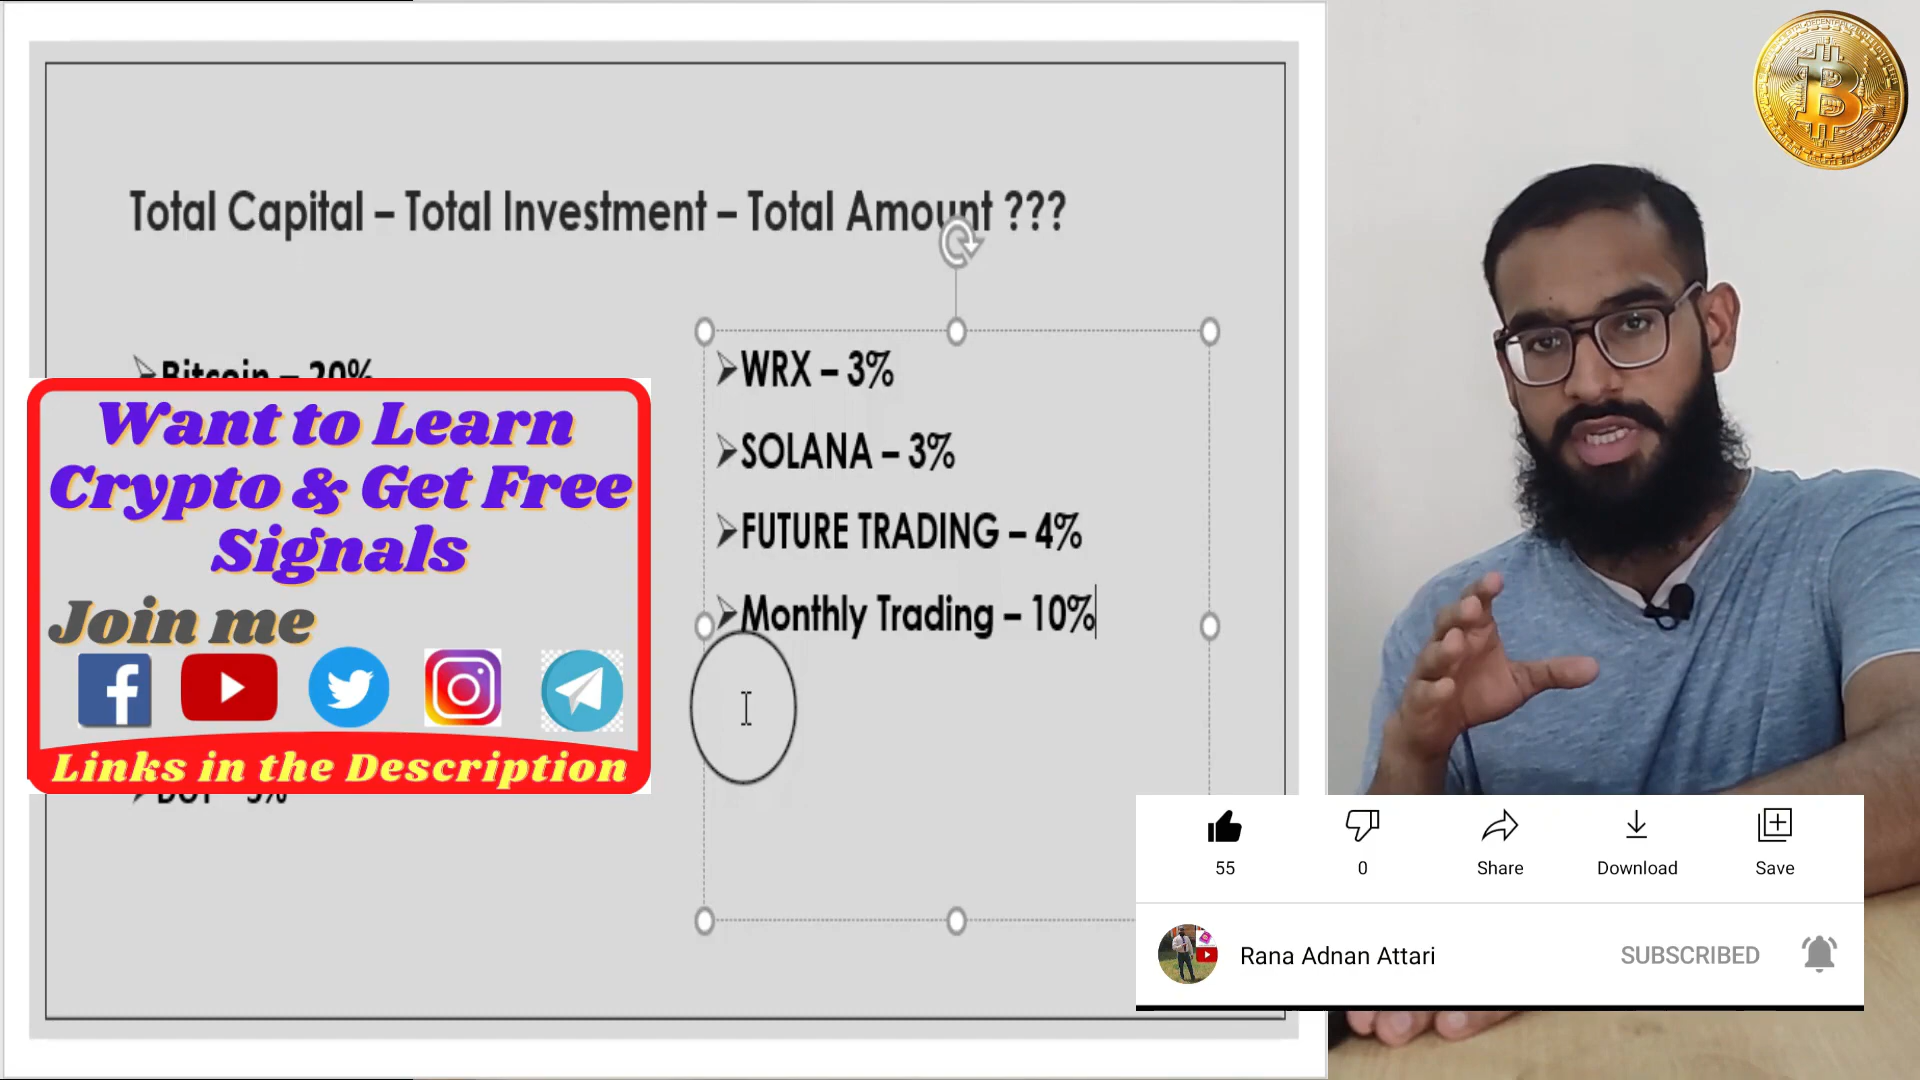 Total Capital – Total Investment – Total Amount ???
Bitcoin – 20%
WRX – 3%
SOLANA – 3%
FUTURE TRADING – 4%
Monthly Trading – 10%
Want to Learn
Crypto & Get Free
Signals
Join me
Links in the Description
55
0
Share
Download
Save
Rana Adnan Attari
SUBSCRIBED